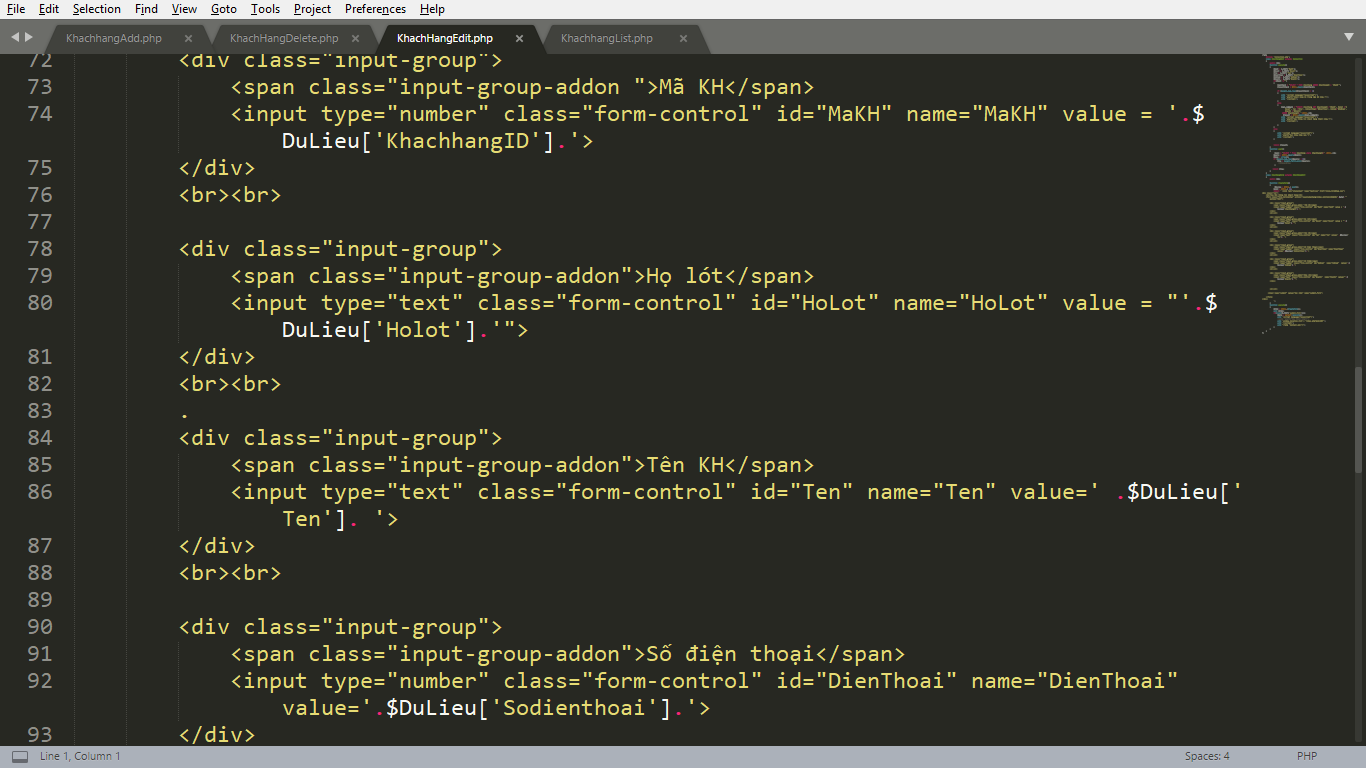 File Edit Selection Find View Goto Tools Project Preferences Help
KhachhangAdd.php × KhachHangDelete.php × KhachHangEdit.php × KhachhangList.php ×
72 <div class="input-group">
73 <span class="input-group-addon ">Mã KH</span>
74 <input type="number" class="form-control" id="MaKH" name="MaKH" value = '.$
DuLieu['KhachhangID'].'>
75 </div>
76 <br><br>
77
78 <div class="input-group">
79 <span class="input-group-addon">Họ lót</span>
80 <input type="text" class="form-control" id="HoLot" name="HoLot" value = "'.$
DuLieu['Holot'].'">
81 </div>
82 <br><br>
83 .
84 <div class="input-group">
85 <span class="input-group-addon">Tên KH</span>
86 <input type="text" class="form-control" id="Ten" name="Ten" value=' .$DuLieu['
Ten']. '>
87 </div>
88 <br><br>
89
90 <div class="input-group">
91 <span class="input-group-addon">Số điện thoại</span>
92 <input type="number" class="form-control" id="DienThoai" name="DienThoai"
value='.$DuLieu['Sodienthoai'].'>
93 </div>
Line 1, Column 1 Spaces: 4 PHP